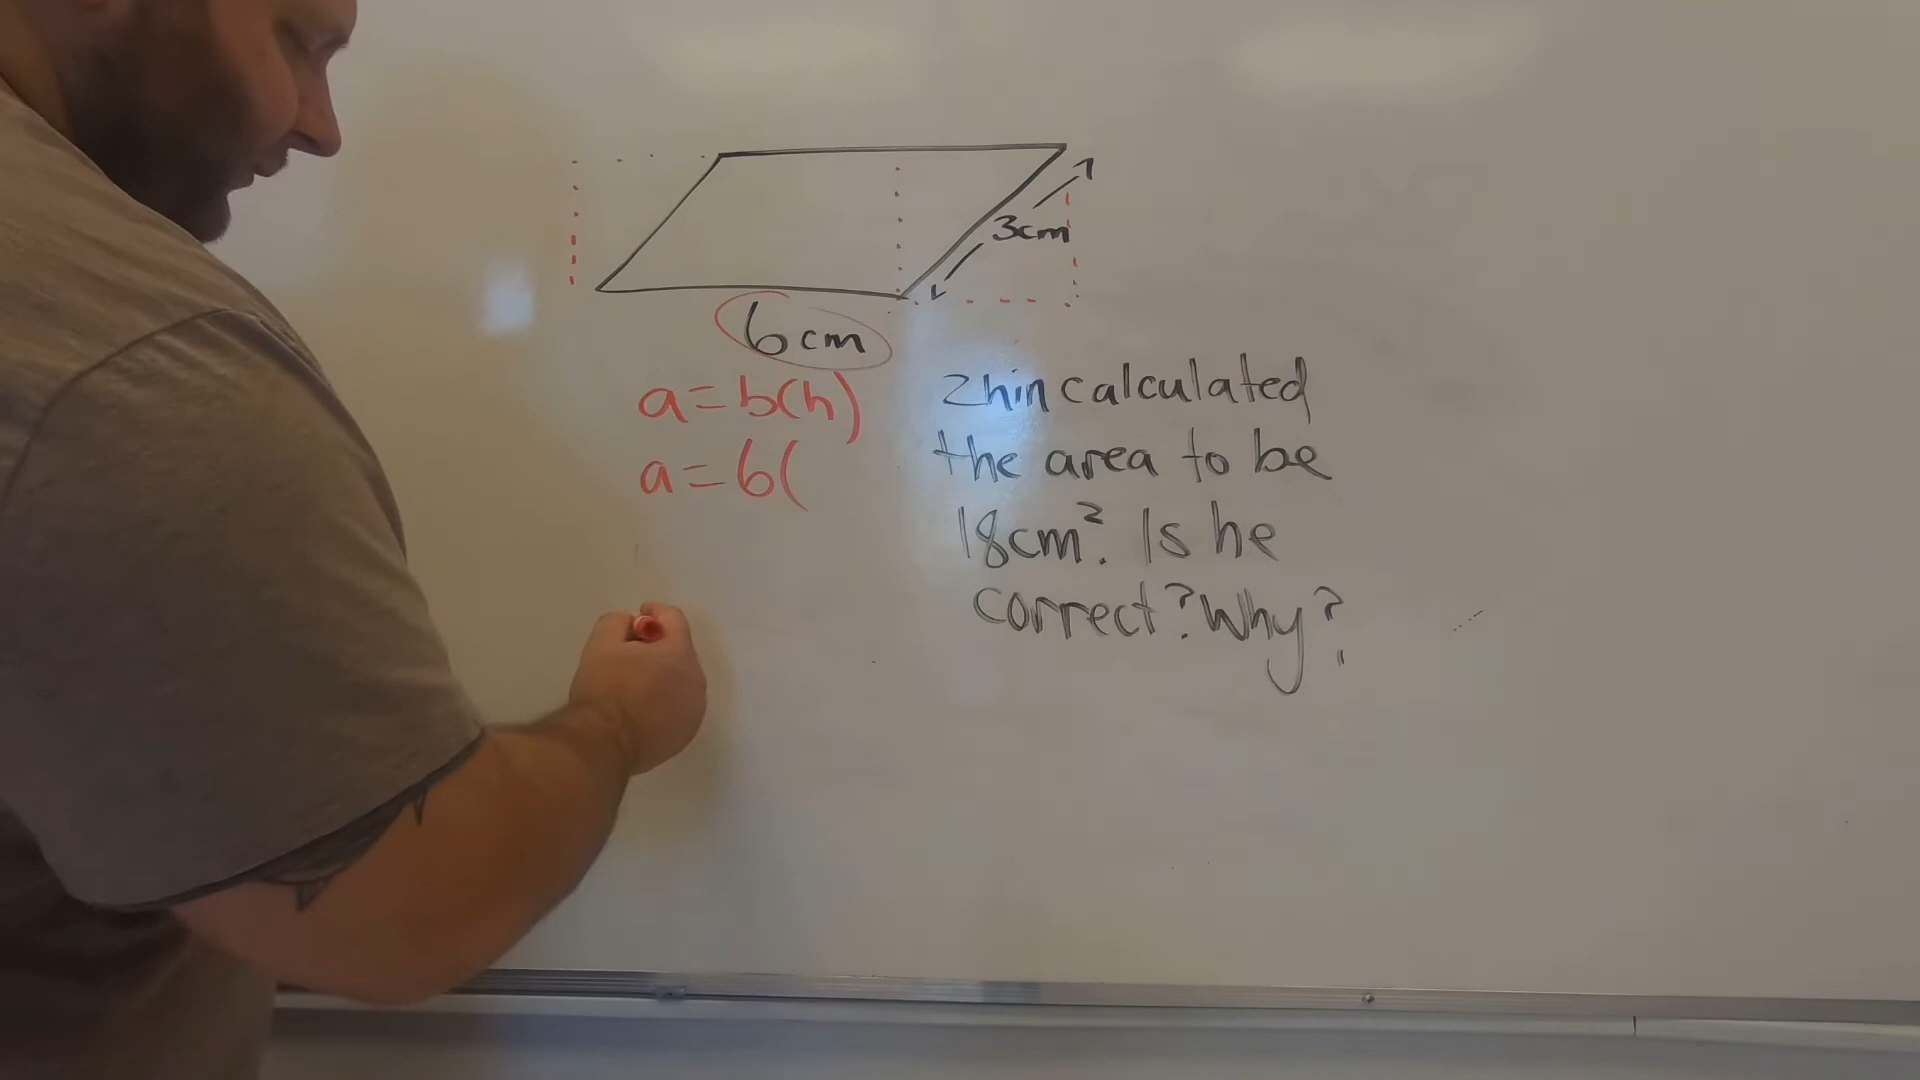 3cm
6cm
a=b(h)
a=6(
Zhin calculated
the area to be
18cm². Is he
correct? Why?